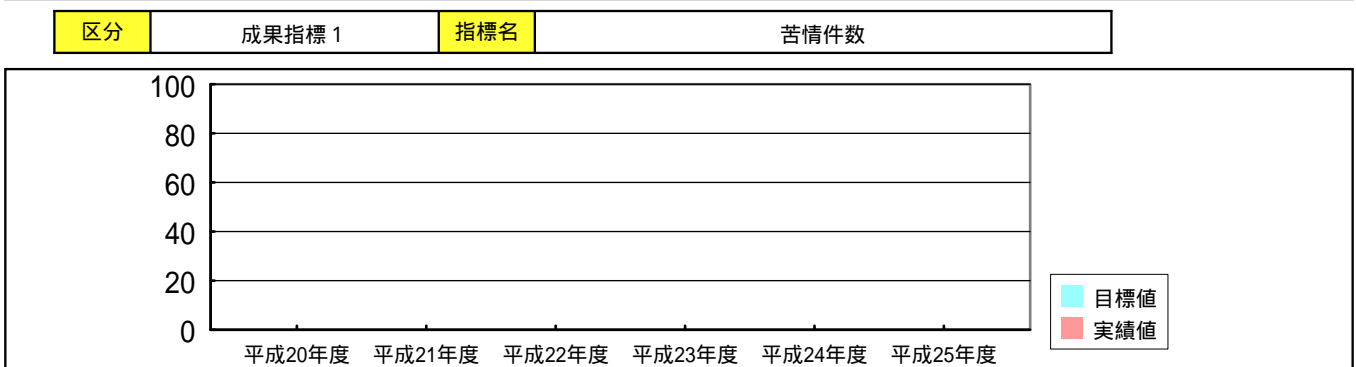 区分 成果指標1 指標名 苦情件数
100
80
60
40
20
0
平成20年度 平成21年度 平成22年度 平成23年度 平成24年度 平成25年度
目標値
実績値